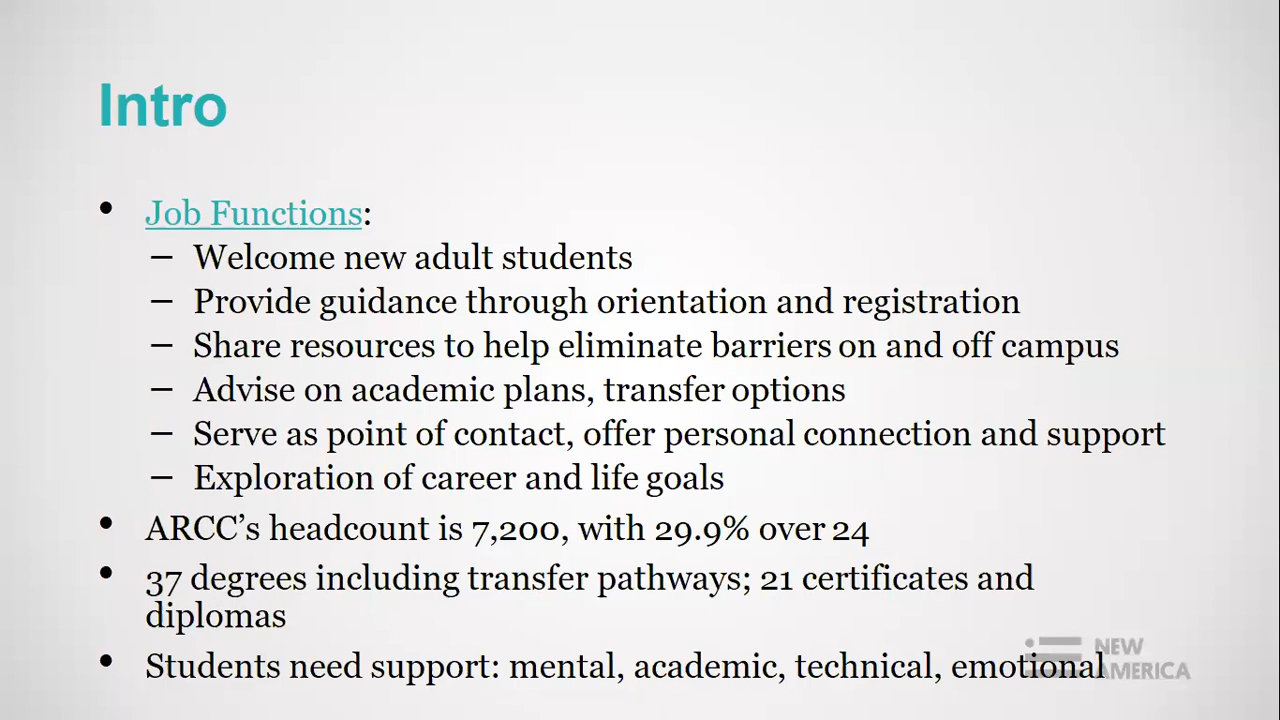 Intro
• Job Functions:
– Welcome new adult students
– Provide guidance through orientation and registration
– Share resources to help eliminate barriers on and off campus
– Advise on academic plans, transfer options
– Serve as point of contact, offer personal connection and support
– Exploration of career and life goals
• ARCC’s headcount is 7,200, with 29.9% over 24
• 37 degrees including transfer pathways; 21 certificates and
diplomas
• Students need support: mental, academic, technical, emotional
NEW
AMERICA